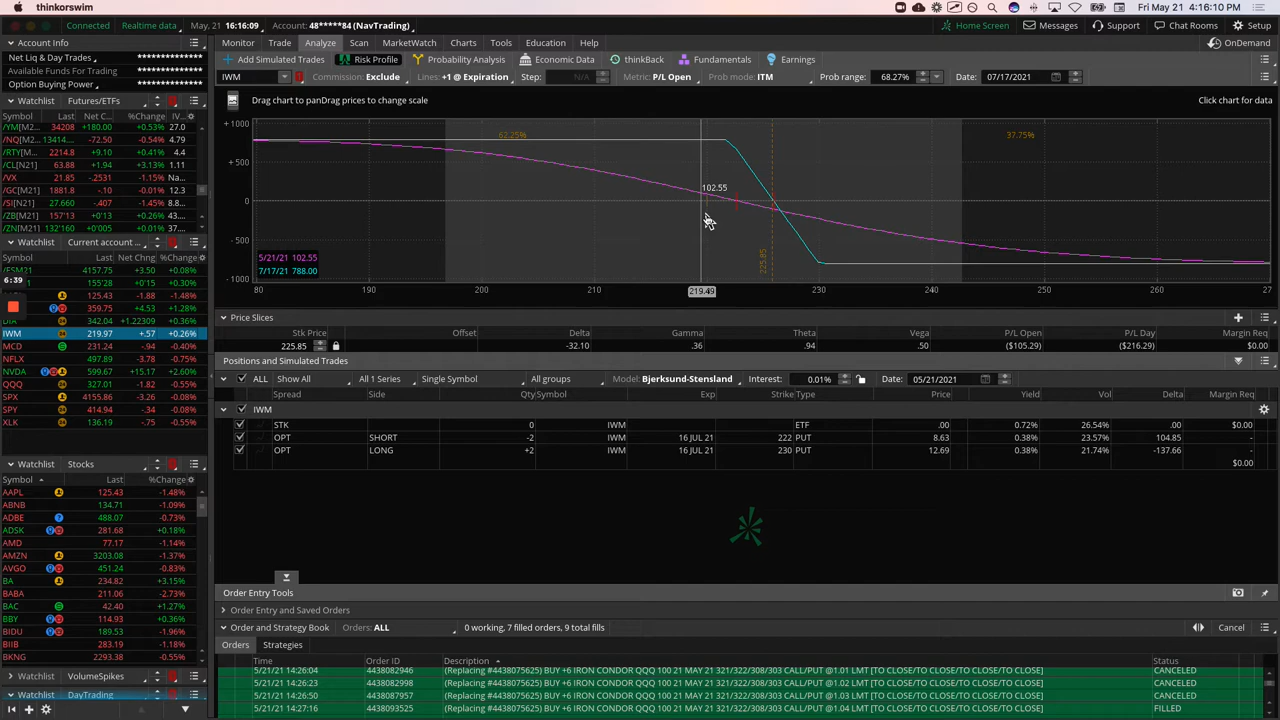 thinkorswim
Fri May 21 4:16:10 PM
Connected Realtime data May, 21 16:16:09 Account: 48*****84 (NavTrading) Home Screen Messages Support Chat Rooms Setup
Account Info
Monitor Trade Analyze Scan MarketWatch Charts Tools Education Help OnDemand
Net Liq & Day Trades
Available Funds For Trading
Option Buying Power
Add Simulated Trades Risk Profile Probability Analysis Economic Data thinkBack Fundamentals Earnings
IWM Commission: Exclude Lines: +1 @ Expiration Step: N/A Metric: P/L Open Prob mode: ITM Prob range: 68.27% Date: 07/17/2021
Watchlist Futures/ETFs
Symbol Last Net C... %Change IV...
/YM[M2... 34208 +180.00 +0.53% 27.0
/NQ[M2... 13414.... -72.50 -0.54% 4.79
/RTY[M... 2214.8 +9.10 +0.41% 4.4
/CL[N21] 63.88 +1.94 +3.13% 1.11
/VX 21.85 -.2531 -1.15% Na...
/GC[M21] 1881.8 -.10 -0.01% 12.3
/SI[N21] 27.660 -.407 -1.45% 8.8...
/ZB[M21] 157'13 +0'13 +0.26% 43....
/ZN[M21] 132'160 +0'01 +0.01% 37....
Drag chart to panDrag prices to change scale
Click chart for data
+1000
+500
0
-500
-1000
62.25%
37.75%
102.55
225.85
5/21/21 102.55
7/17/21 788.00
80 190 200 210 219.49 230 240 250 260 27
Watchlist Current account ...
Symbol Last Net Chng %Change
/ESM21 4157.75 +3.50 +0.08%
155'28 +0'15 +0.30%
6:39
125.43 -1.88 -1.48%
359.75 +4.53 +1.28%
DIA 342.04 +1.22309 +0.36%
IWM 219.97 +.57 +0.26%
MCD 231.24 -.94 -0.40%
NFLX 497.89 -3.78 -0.75%
NVDA 599.67 +15.17 +2.60%
QQQ 327.01 -1.82 -0.55%
SPX 4155.86 -3.26 -0.08%
SPY 414.94 -.34 -0.08%
XLK 136.19 -.75 -0.55%
Price Slices
Stk Price Offset Delta Gamma Theta Vega P/L Open P/L Day Margin Req
225.85 -32.10 .36 .94 .50 ($105.29) ($216.29) $0.00
Positions and Simulated Trades
ALL Show All All 1 Series Single Symbol All groups Model: Bjerksund-Stensland Interest: 0.01% Date: 05/21/2021
Spread Side Qty Symbol Exp Strike Type Price Yield Vol Delta Margin Req
IWM
STK 0 IWM ETF .00 0.72% 26.54% .00 $0.00
OPT SHORT -2 IWM 16 JUL 21 222 PUT 8.63 0.38% 23.57% 104.85 -
OPT LONG +2 IWM 16 JUL 21 230 PUT 12.69 0.38% 21.74% -137.66 -
$0.00
Watchlist Stocks
Symbol Last %Change
AAPL 125.43 -1.48%
ABNB 134.71 -1.09%
ADBE 488.07 -0.73%
ADSK 281.68 +0.18%
AMD 77.17 -1.14%
AMZN 3203.08 -1.37%
AVGO 451.24 -0.83%
BA 234.82 +3.15%
BABA 211.06 -2.73%
BAC 42.40 +1.27%
BBY 114.93 +0.36%
BIDU 189.53 -1.96%
BIIB 283.19 -1.18%
BKNG 2293.38 -0.55%
Watchlist VolumeSpikes
Watchlist DayTrading
Order Entry Tools
Order Entry and Saved Orders
Order and Strategy Book Orders: ALL 0 working, 7 filled orders, 9 total fills Cancel
Orders Strategies
Time Order ID Description Status
5/21/21 14:26:04 4438082946 (Replacing #4438075625) BUY +6 IRON CONDOR QQQ 100 21 MAY 21 321/322/308/303 CALL/PUT @1.01 LMT [TO CLOSE/TO CLOSE/TO CLOSE/TO CLOSE] CANCELED
5/21/21 14:26:23 4438082998 (Replacing #4438075625) BUY +6 IRON CONDOR QQQ 100 21 MAY 21 321/322/308/303 CALL/PUT @1.02 LMT [TO CLOSE/TO CLOSE/TO CLOSE/TO CLOSE] CANCELED
5/21/21 14:26:50 4438087957 (Replacing #4438075625) BUY +6 IRON CONDOR QQQ 100 21 MAY 21 321/322/308/303 CALL/PUT @1.03 LMT [TO CLOSE/TO CLOSE/TO CLOSE/TO CLOSE] CANCELED
5/21/21 14:27:16 4438093525 (Replacing #4438075625) BUY +6 IRON CONDOR QQQ 100 21 MAY 21 321/322/308/303 CALL/PUT @1.04 LMT [TO CLOSE/TO CLOSE/TO CLOSE/TO CLOSE] FILLED